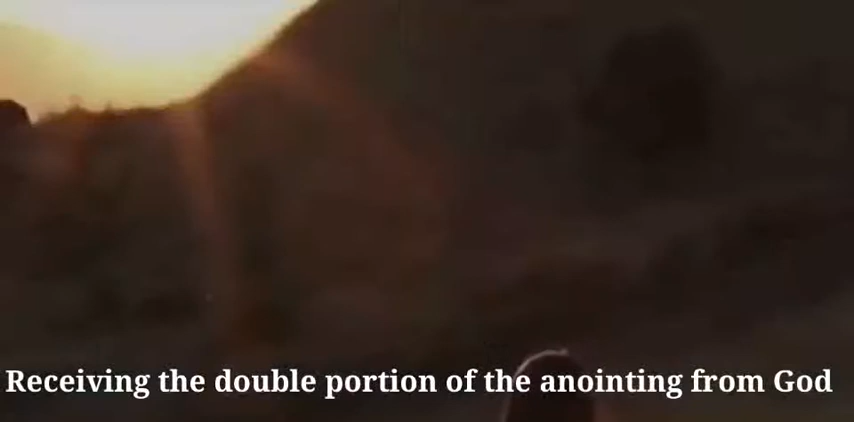 Receiving the double portion of the anointing from God